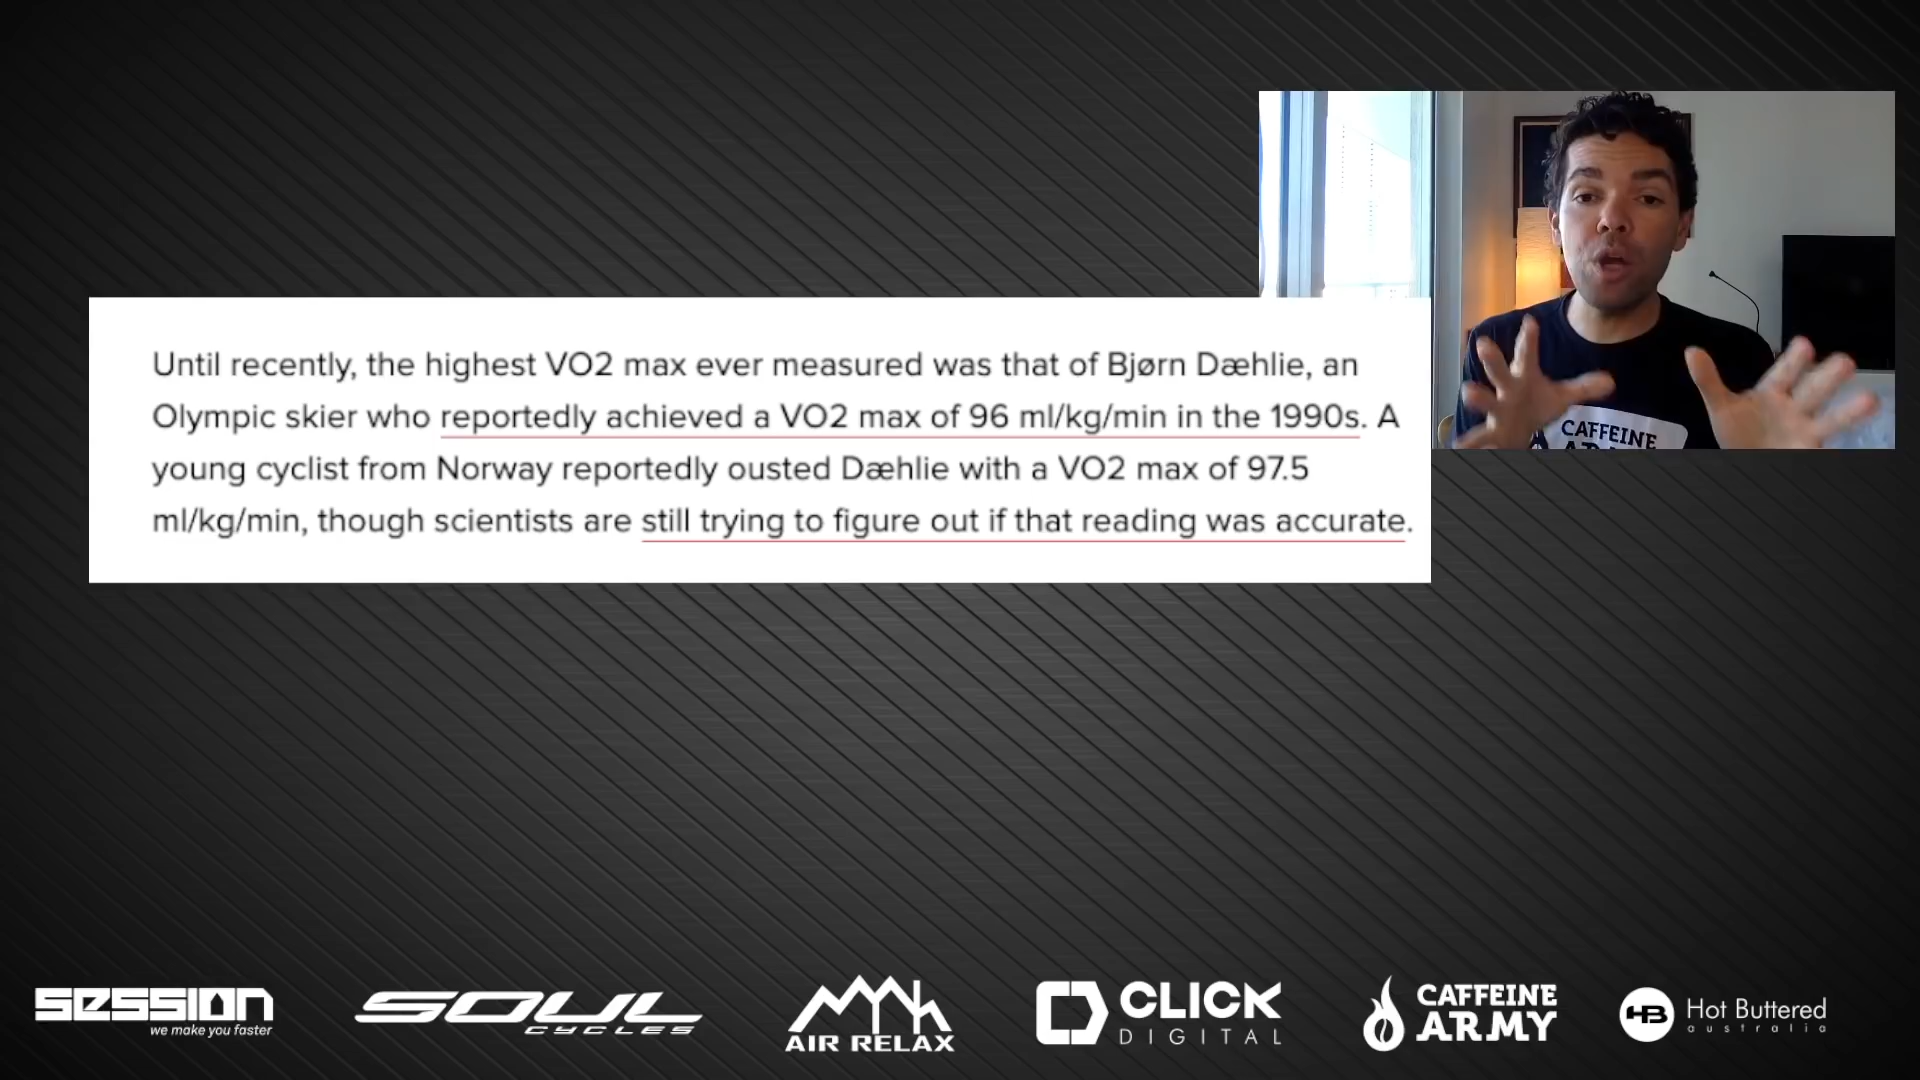 Until recently, the highest VO2 max ever measured was that of Bjørn Dæhlie, an
Olympic skier who reportedly achieved a VO2 max of 96 ml/kg/min in the 1990s. A
young cyclist from Norway reportedly ousted Dæhlie with a VO2 max of 97.5
ml/kg/min, though scientists are still trying to figure out if that reading was accurate.
CAFFEINE
SESSION
we make you faster
SOUL
CYCLES
AIR RELAX
CLICK
DIGITAL
CAFFEINE
ARMY
HB
Hot Buttered
australia